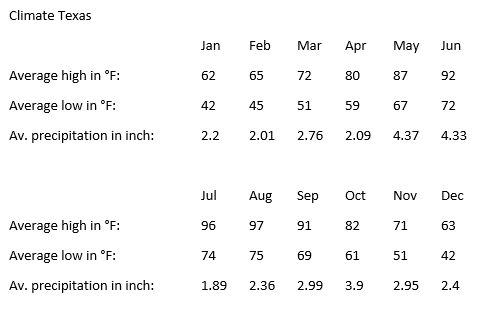 Climate Texas
Jan Feb Mar Apr May Jun
Average high in °F: 62 65 72 80 87 92
Average low in °F: 42 45 51 59 67 72
Av. precipitation in inch: 2.2 2.01 2.76 2.09 4.37 4.33
Jul Aug Sep Oct Nov Dec
Average high in °F: 96 97 91 82 71 63
Average low in °F: 74 75 69 61 51 42
Av. precipitation in inch: 1.89 2.36 2.99 3.9 2.95 2.4